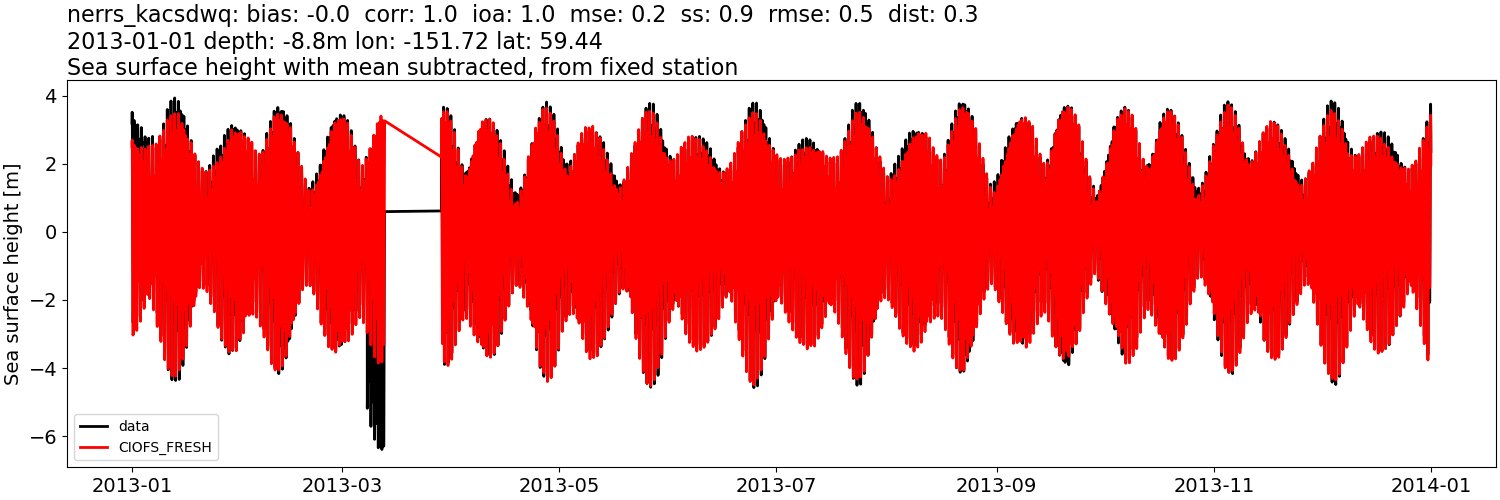 nerrs_kacsdwq: bias: -0.0  corr: 1.0  ioa: 1.0  mse: 0.2  ss: 0.9  rmse: 0.5  dist: 0.3
2013-01-01 depth: -8.8m lon: -151.72 lat: 59.44
Sea surface height with mean subtracted, from fixed station
Sea surface height [m]
4
2
0
−2
−4
−6
data
CIOFS_FRESH
2013-01 2013-03 2013-05 2013-07 2013-09 2013-11 2014-01